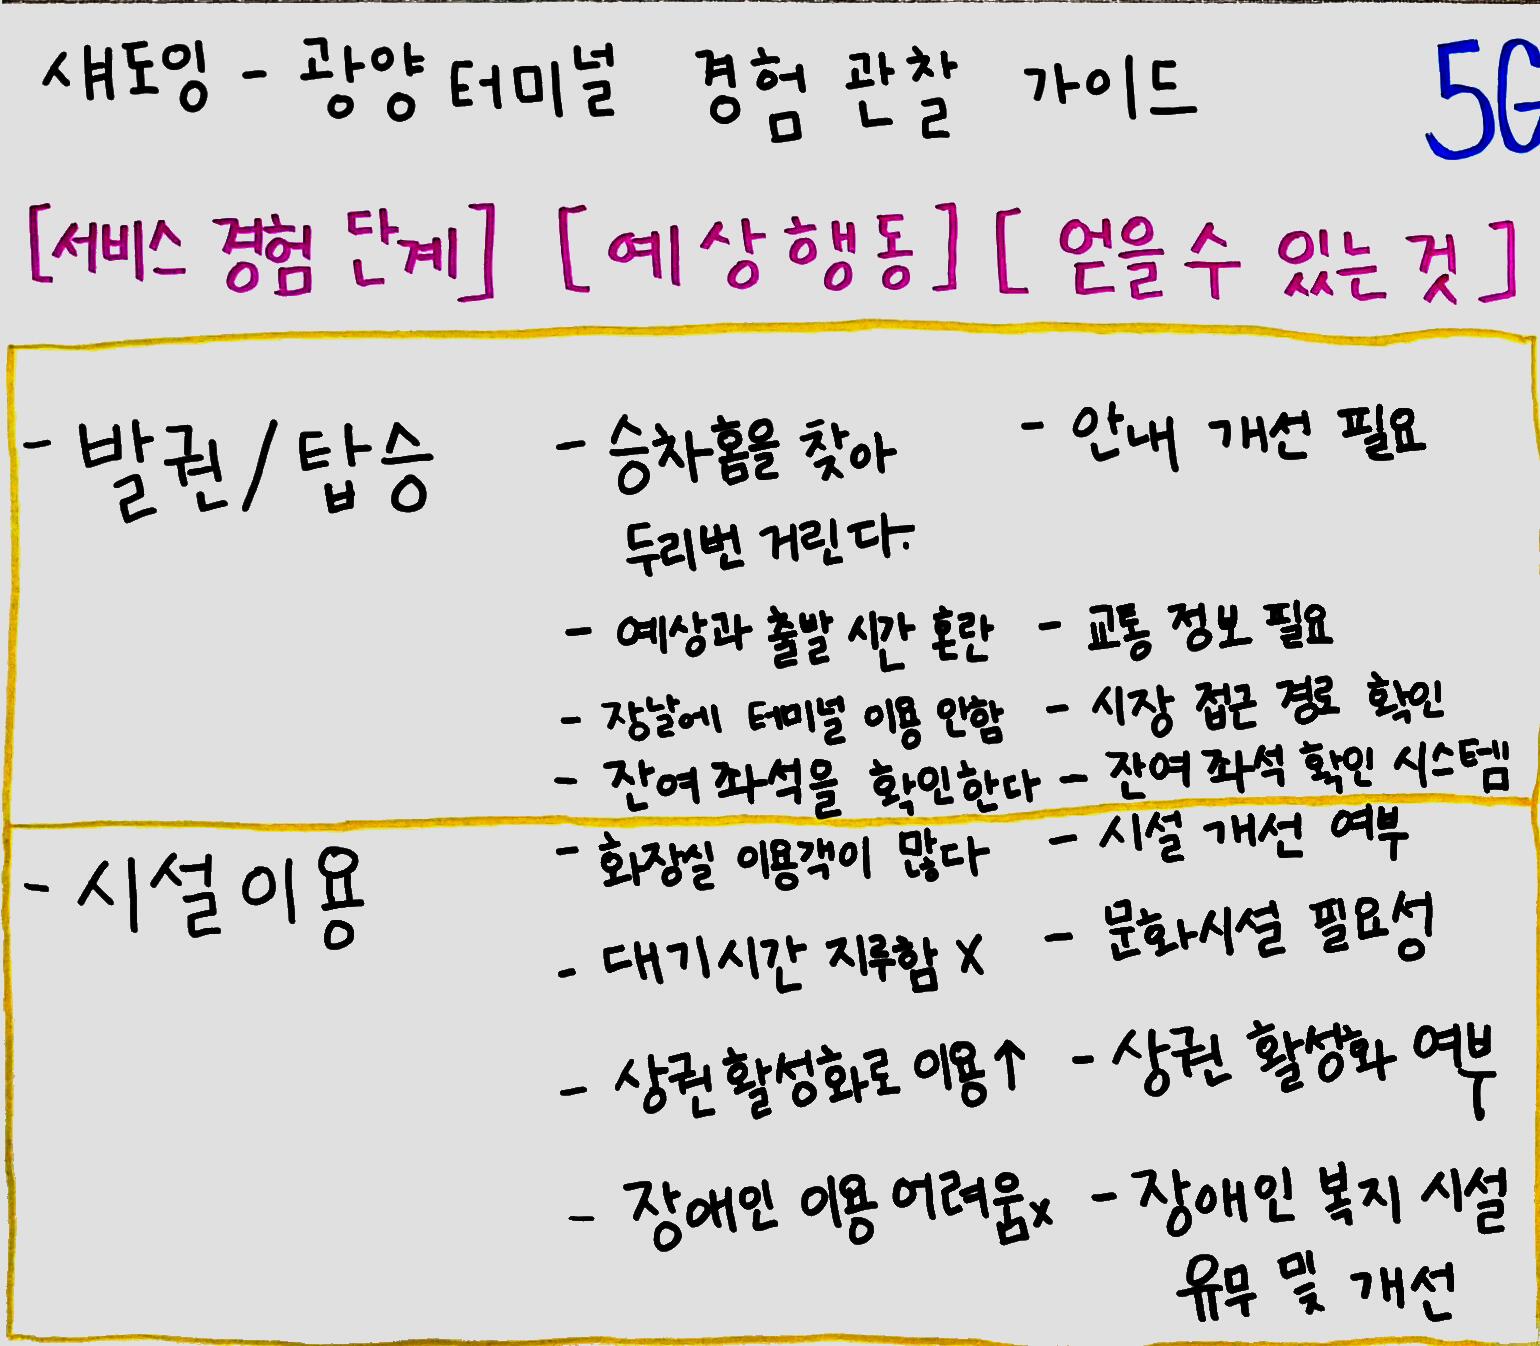 섀도잉 - 광양 터미널 경험 관찰 가이드 5G
[서비스 경험 단계] [예상행동] [얻을 수 있는 것]
- 발권/탑승 - 승차홈을 찾아 - 안내 개선 필요
두리번 거린다.
- 예상과 출발 시간 혼란 - 교통 정보 필요
- 장날에 터미널 이용 안함 - 시장 접근 경로 확인
- 잔여 좌석을 확인한다 - 잔여 좌석 확인 시스템
- 시설이용 - 화장실 이용객이 많다 - 시설 개선 여부
- 대기시간 지루함 X - 문화시설 필요성
- 상권 활성화로 이용↑ - 상권 활성화 여부
- 장애인 이용 어려움x - 장애인 복지 시설
유무 및 개선